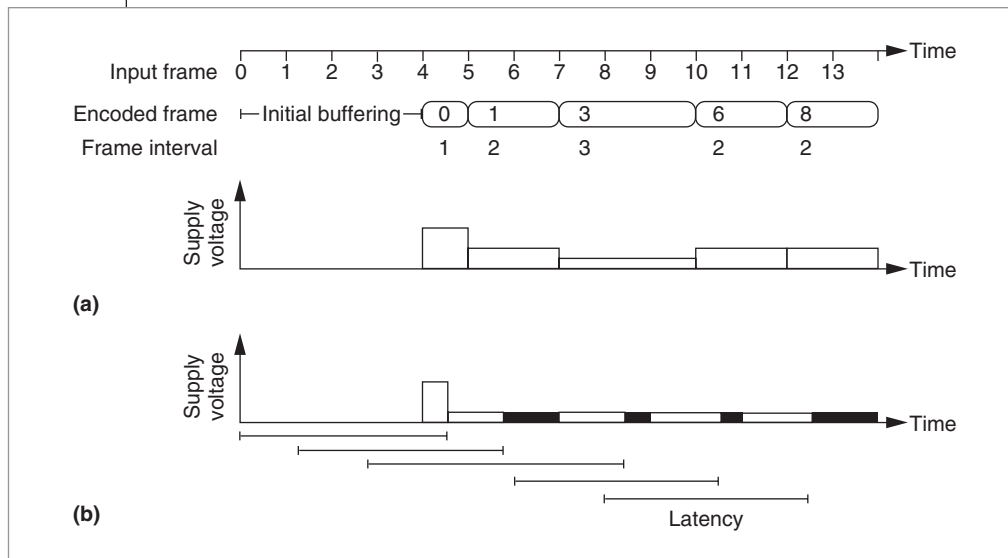 Time
Input frame 0 1 2 3 4 5 6 7 8 9 10 11 12 13
Encoded frame Initial buffering 0 1 3 6 8
Frame interval 1 2 3 2 2
Supply voltage
Time
(a)
Supply voltage
Time
Latency
(b)